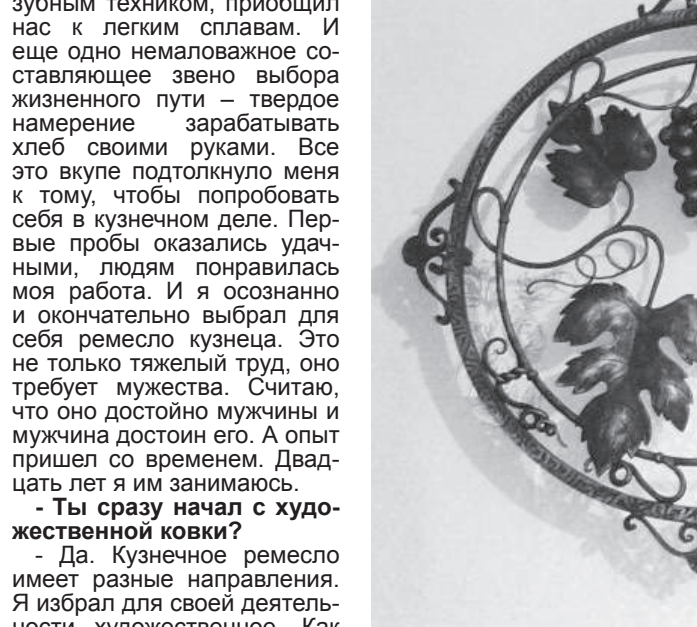 зубным техником, приобщил
нас к легким сплавам. И
еще одно немаловажное со-
ставляющее звено выбора
жизненного пути – твердое
намерение зарабатывать
хлеб своими руками. Все
это вкупе подтолкнуло меня
к тому, чтобы попробовать
себя в кузнечном деле. Пер-
вые пробы оказались удач-
ными, людям понравилась
моя работа. И я осознанно
и окончательно выбрал для
себя ремесло кузнеца. Это
не только тяжелый труд, оно
требует мужества. Считаю,
что оно достойно мужчины и
мужчина достоин его. А опыт
пришел со временем. Двад-
цать лет я им занимаюсь.
- Ты сразу начал с худо-
жественной ковки?
- Да. Кузнечное ремесло
имеет разные направления.
Я избрал для своей деятель-
ности художественное. Как